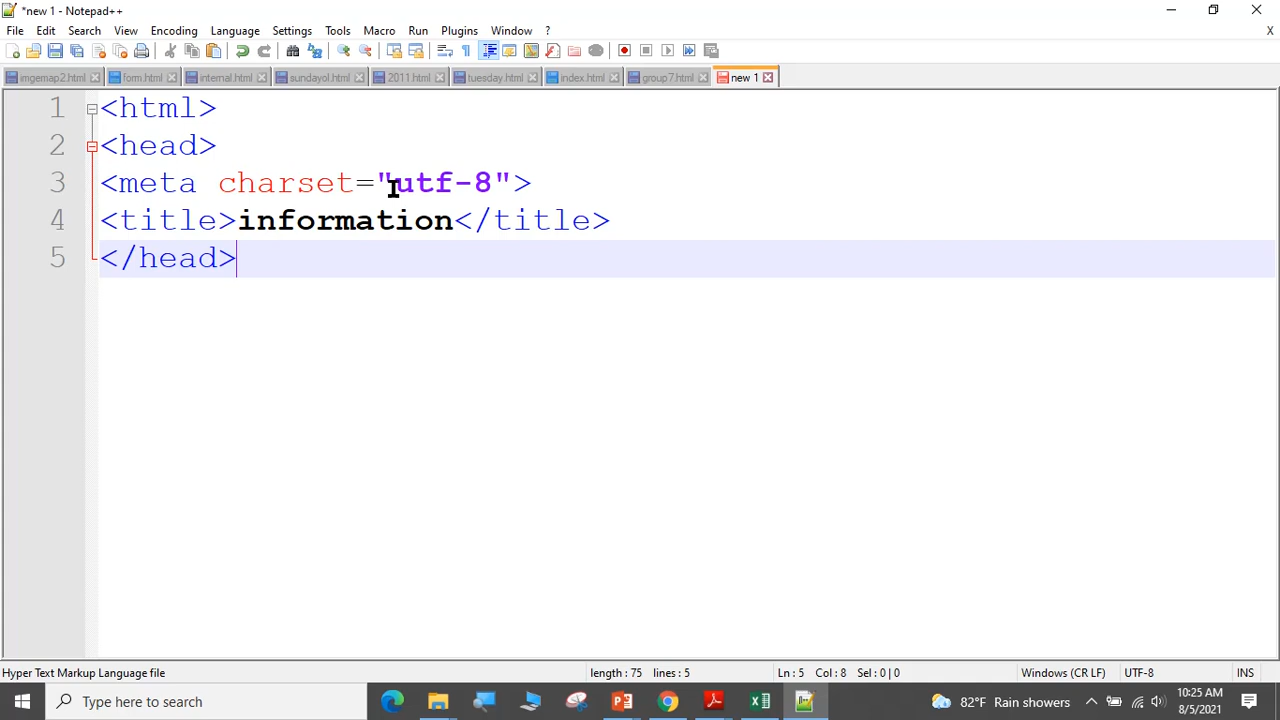 *new 1 - Notepad++
File Edit Search View Encoding Language Settings Tools Macro Run Plugins Window ? X
imgemap2.html form.html internal.html sundayol.html 2011.html tuesday.html index.html group7.html new 1
1 <html>
2 <head>
3 <meta charset="utf-8">
4 <title>information</title>
5 </head>
Hyper Text Markup Language file length : 75 lines : 5 Ln : 5 Col : 8 Sel : 0 | 0 Windows (CR LF) UTF-8 INS
Type here to search 82°F Rain showers 10:25 AM
8/5/2021